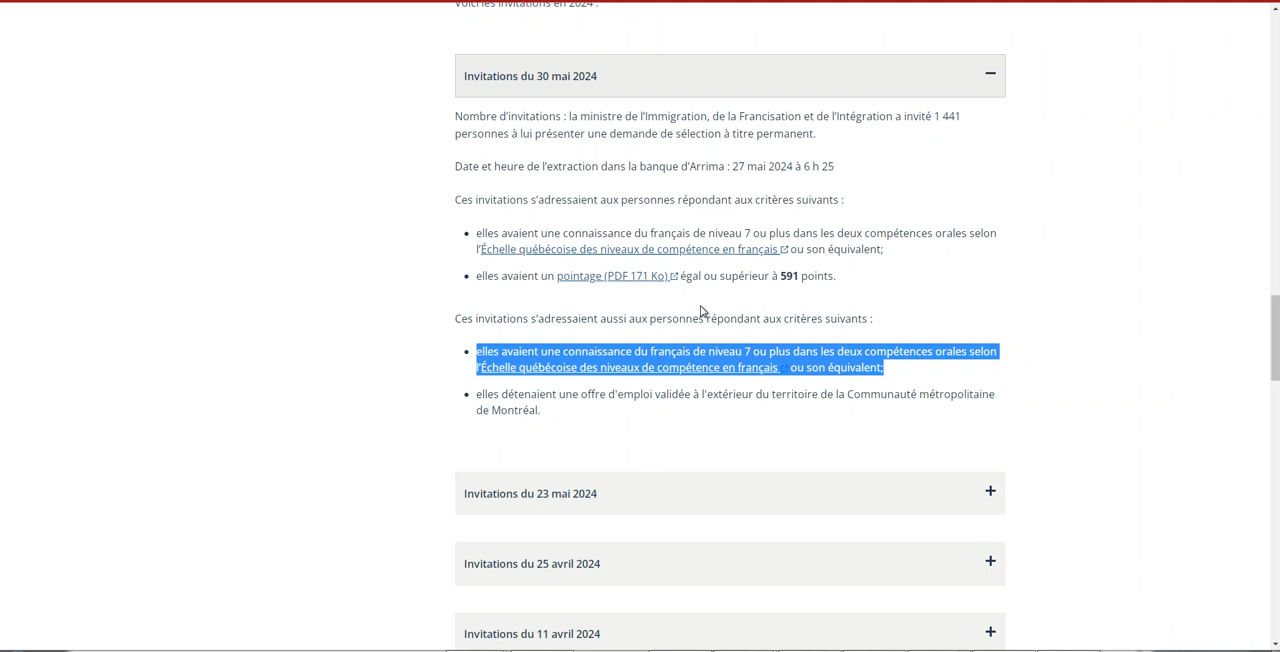 Voici les invitations en 2024 :
Invitations du 30 mai 2024
Nombre d’invitations : la ministre de l’Immigration, de la Francisation et de l’Intégration a invité 1 441
personnes à lui présenter une demande de sélection à titre permanent.
Date et heure de l’extraction dans la banque d’Arrima : 27 mai 2024 à 6 h 25
Ces invitations s’adressaient aux personnes répondant aux critères suivants :
elles avaient une connaissance du français de niveau 7 ou plus dans les deux compétences orales selon
l’Échelle québécoise des niveaux de compétence en français ou son équivalent;
elles avaient un pointage (PDF 171 Ko) égal ou supérieur à 591 points.
Ces invitations s’adressaient aussi aux personnes répondant aux critères suivants :
elles avaient une connaissance du français de niveau 7 ou plus dans les deux compétences orales selon
l’Échelle québécoise des niveaux de compétence en français ou son équivalent;
elles détenaient une offre d'emploi validée à l'extérieur du territoire de la Communauté métropolitaine
de Montréal.
Invitations du 23 mai 2024
Invitations du 25 avril 2024
Invitations du 11 avril 2024